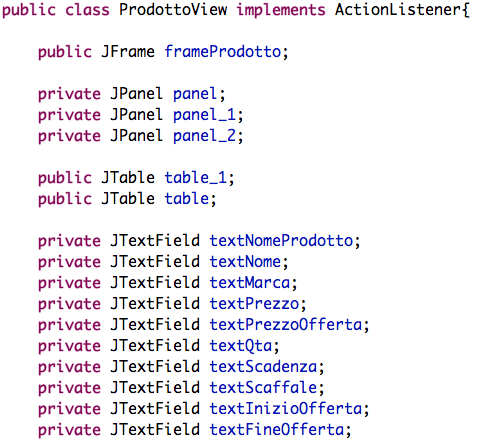 public class ProdottoView implements ActionListener{
public JFrame frameProdotto;
private JPanel panel;
private JPanel panel_1;
private JPanel panel_2;
public JTable table_1;
public JTable table;
private JTextField textNomeProdotto;
private JTextField textNome;
private JTextField textMarca;
private JTextField textPrezzo;
private JTextField textPrezzoOfferta;
private JTextField textQta;
private JTextField textScadenza;
private JTextField textScaffale;
private JTextField textInizioOfferta;
private JTextField textFineOfferta;